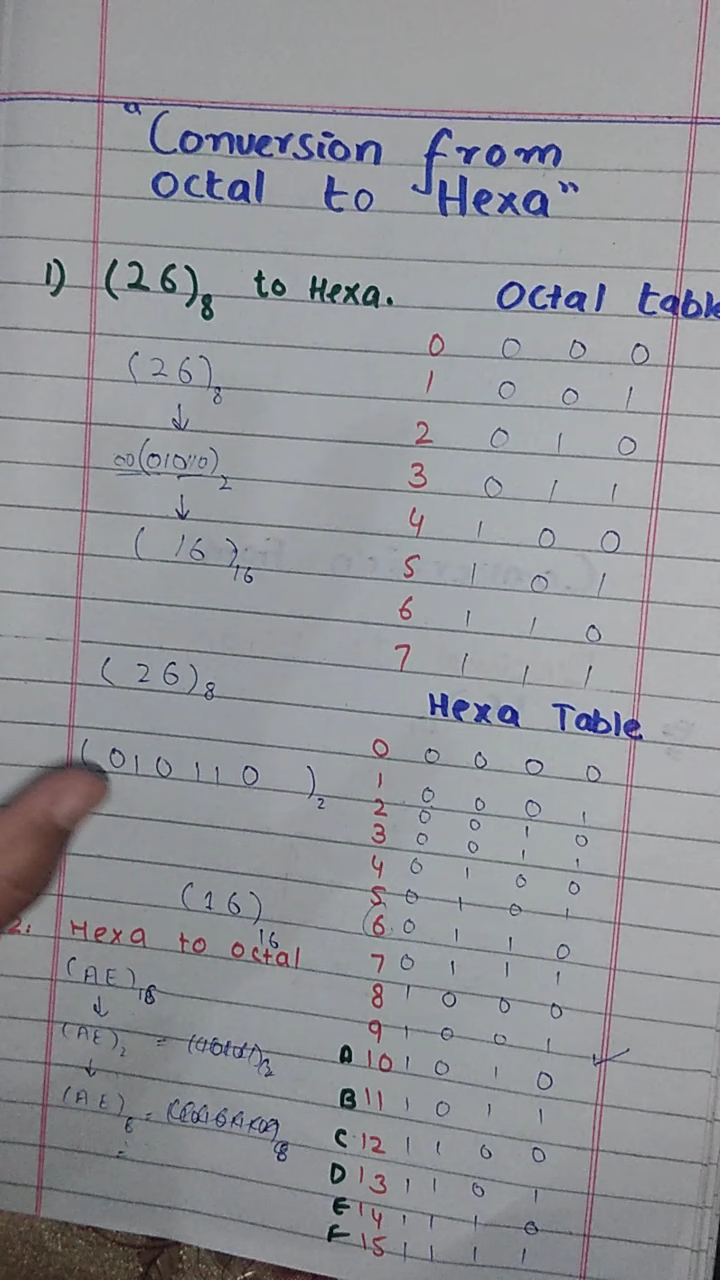 "Conversion from
octal to Hexa"
1) (26)8 to Hexa.
(26)8
↓
00(010110)2
↓
(16)16
(26)8
(010110)2
(16)16
2. Hexa to octal
(AE)16
↓
(AE)2 =
↓
(AE)8 =
=
Octal table
0 0 0 0
1 0 0 1
2 0 1 0
3 0 1 1
4 1 0 0
5 1 0 1
6 1 1 0
7 1 1 1
Hexa Table
0 0 0 0 0
1 0 0 0 1
2 0 0 1 0
3 0 0 1 1
4 0 1 0 0
5 0 1 0 1
6 0 1 1 0
7 0 1 1 1
8 1 0 0 0
9 1 0 0 1
A 10 1 0 1 0
B 11 1 0 1 1
C 12 1 1 0 0
D 13 1 1 0 1
E 14 1 1 1 0
F 15 1 1 1 1